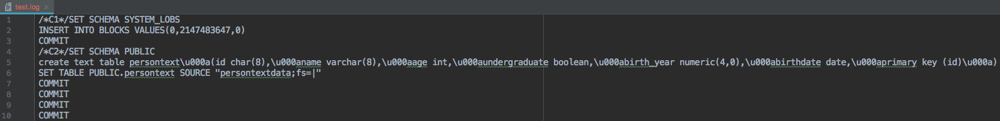 test.log
1 /*C1*/SET SCHEMA SYSTEM_LOBS
2 INSERT INTO BLOCKS VALUES(0,2147483647,0)
3 COMMIT
4 /*C2*/SET SCHEMA PUBLIC
5 create text table persontext\u000a(id char(8),\u000aname varchar(8),\u000aage int,\u000aundergraduate boolean,\u000abirth_year numeric(4,0),\u000abirthdate date,\u000aprimary key (id)\u000a)
6 SET TABLE PUBLIC.persontext SOURCE "persontextdata;fs=|"
7 COMMIT
8 COMMIT
9 COMMIT
10 COMMIT